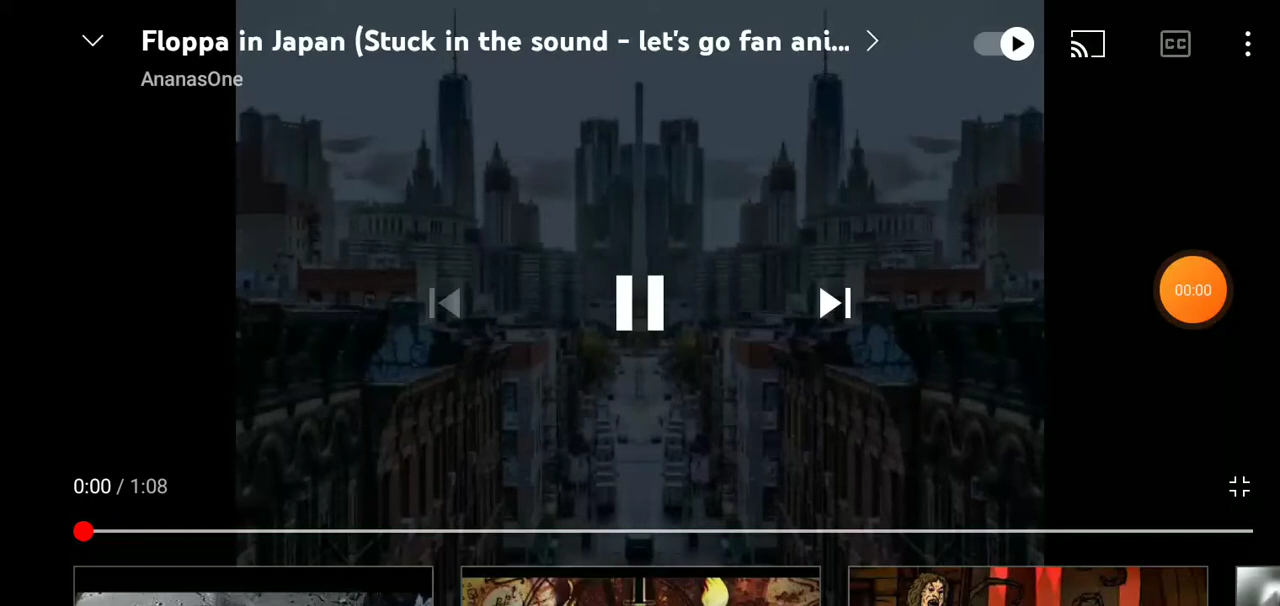 Floppa in Japan (Stuck in the sound - let's go fan ani...
AnanasOne
CC
00:00
0:00 / 1:08